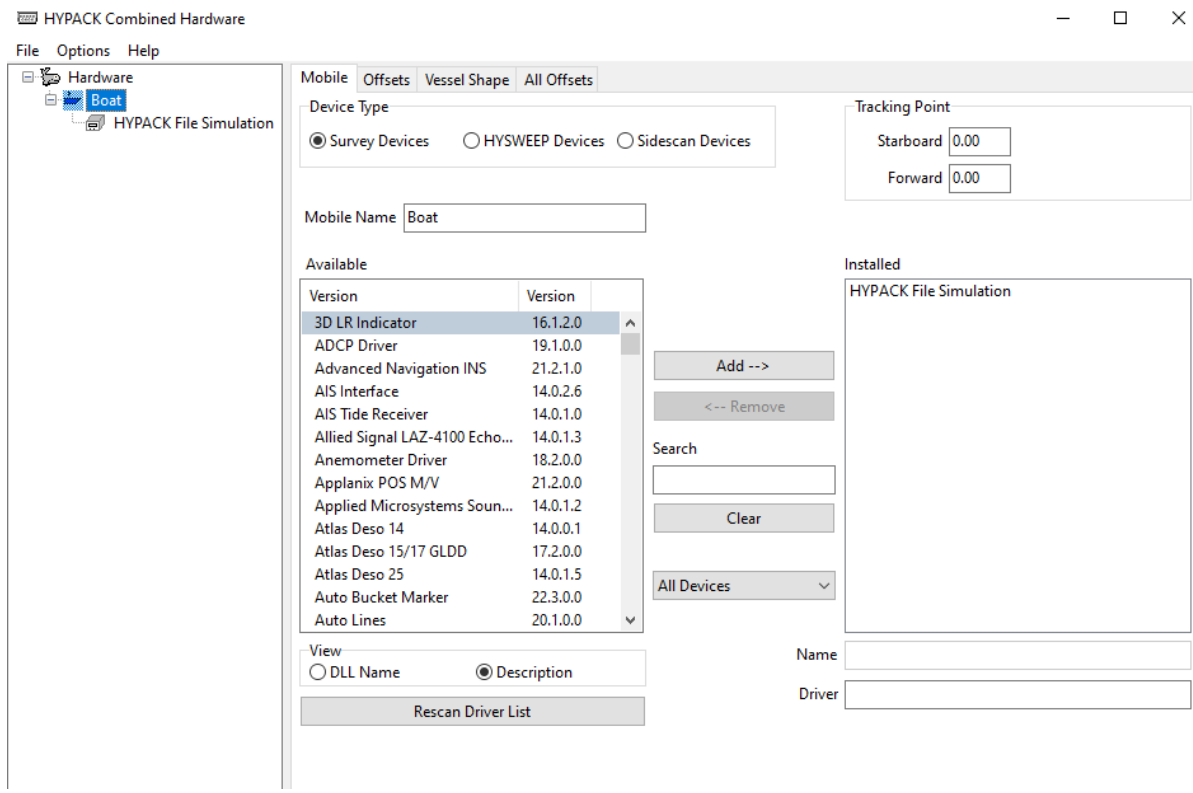 HYPACK Combined Hardware
File Options Help
Hardware
Boat
HYPACK File Simulation
Mobile Offsets Vessel Shape All Offsets
Device Type
Survey Devices HYSWEEP Devices Sidescan Devices
Tracking Point
Starboard 0.00
Forward 0.00
Mobile Name Boat
Available
Version Version
3D LR Indicator 16.1.2.0
ADCP Driver 19.1.0.0
Advanced Navigation INS 21.2.1.0
AIS Interface 14.0.2.6
AIS Tide Receiver 14.0.1.0
Allied Signal LAZ-4100 Echo... 14.0.1.3
Anemometer Driver 18.2.0.0
Applanix POS M/V 21.2.0.0
Applied Microsystems Soun... 14.0.1.2
Atlas Deso 14 14.0.0.1
Atlas Deso 15/17 GLDD 17.2.0.0
Atlas Deso 25 14.0.1.5
Auto Bucket Marker 22.3.0.0
Auto Lines 20.1.0.0
View
DLL Name Description
Rescan Driver List
Add -->
<-- Remove
Search
Clear
All Devices
Installed
HYPACK File Simulation
Name
Driver